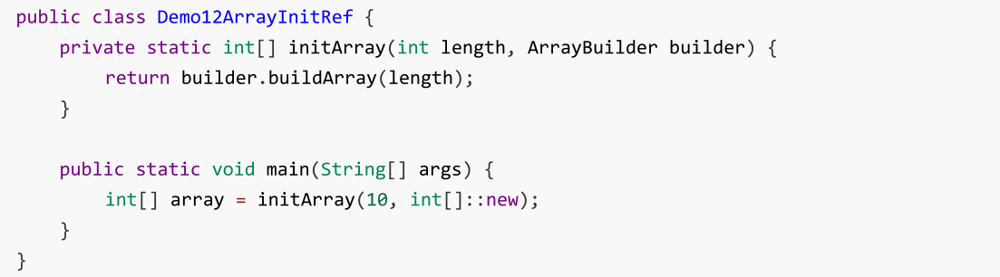 public class Demo12ArrayInitRef {
    private static int[] initArray(int length, ArrayBuilder builder) {
        return builder.buildArray(length);
    }

    public static void main(String[] args) {
        int[] array = initArray(10, int[]::new);
    }
}